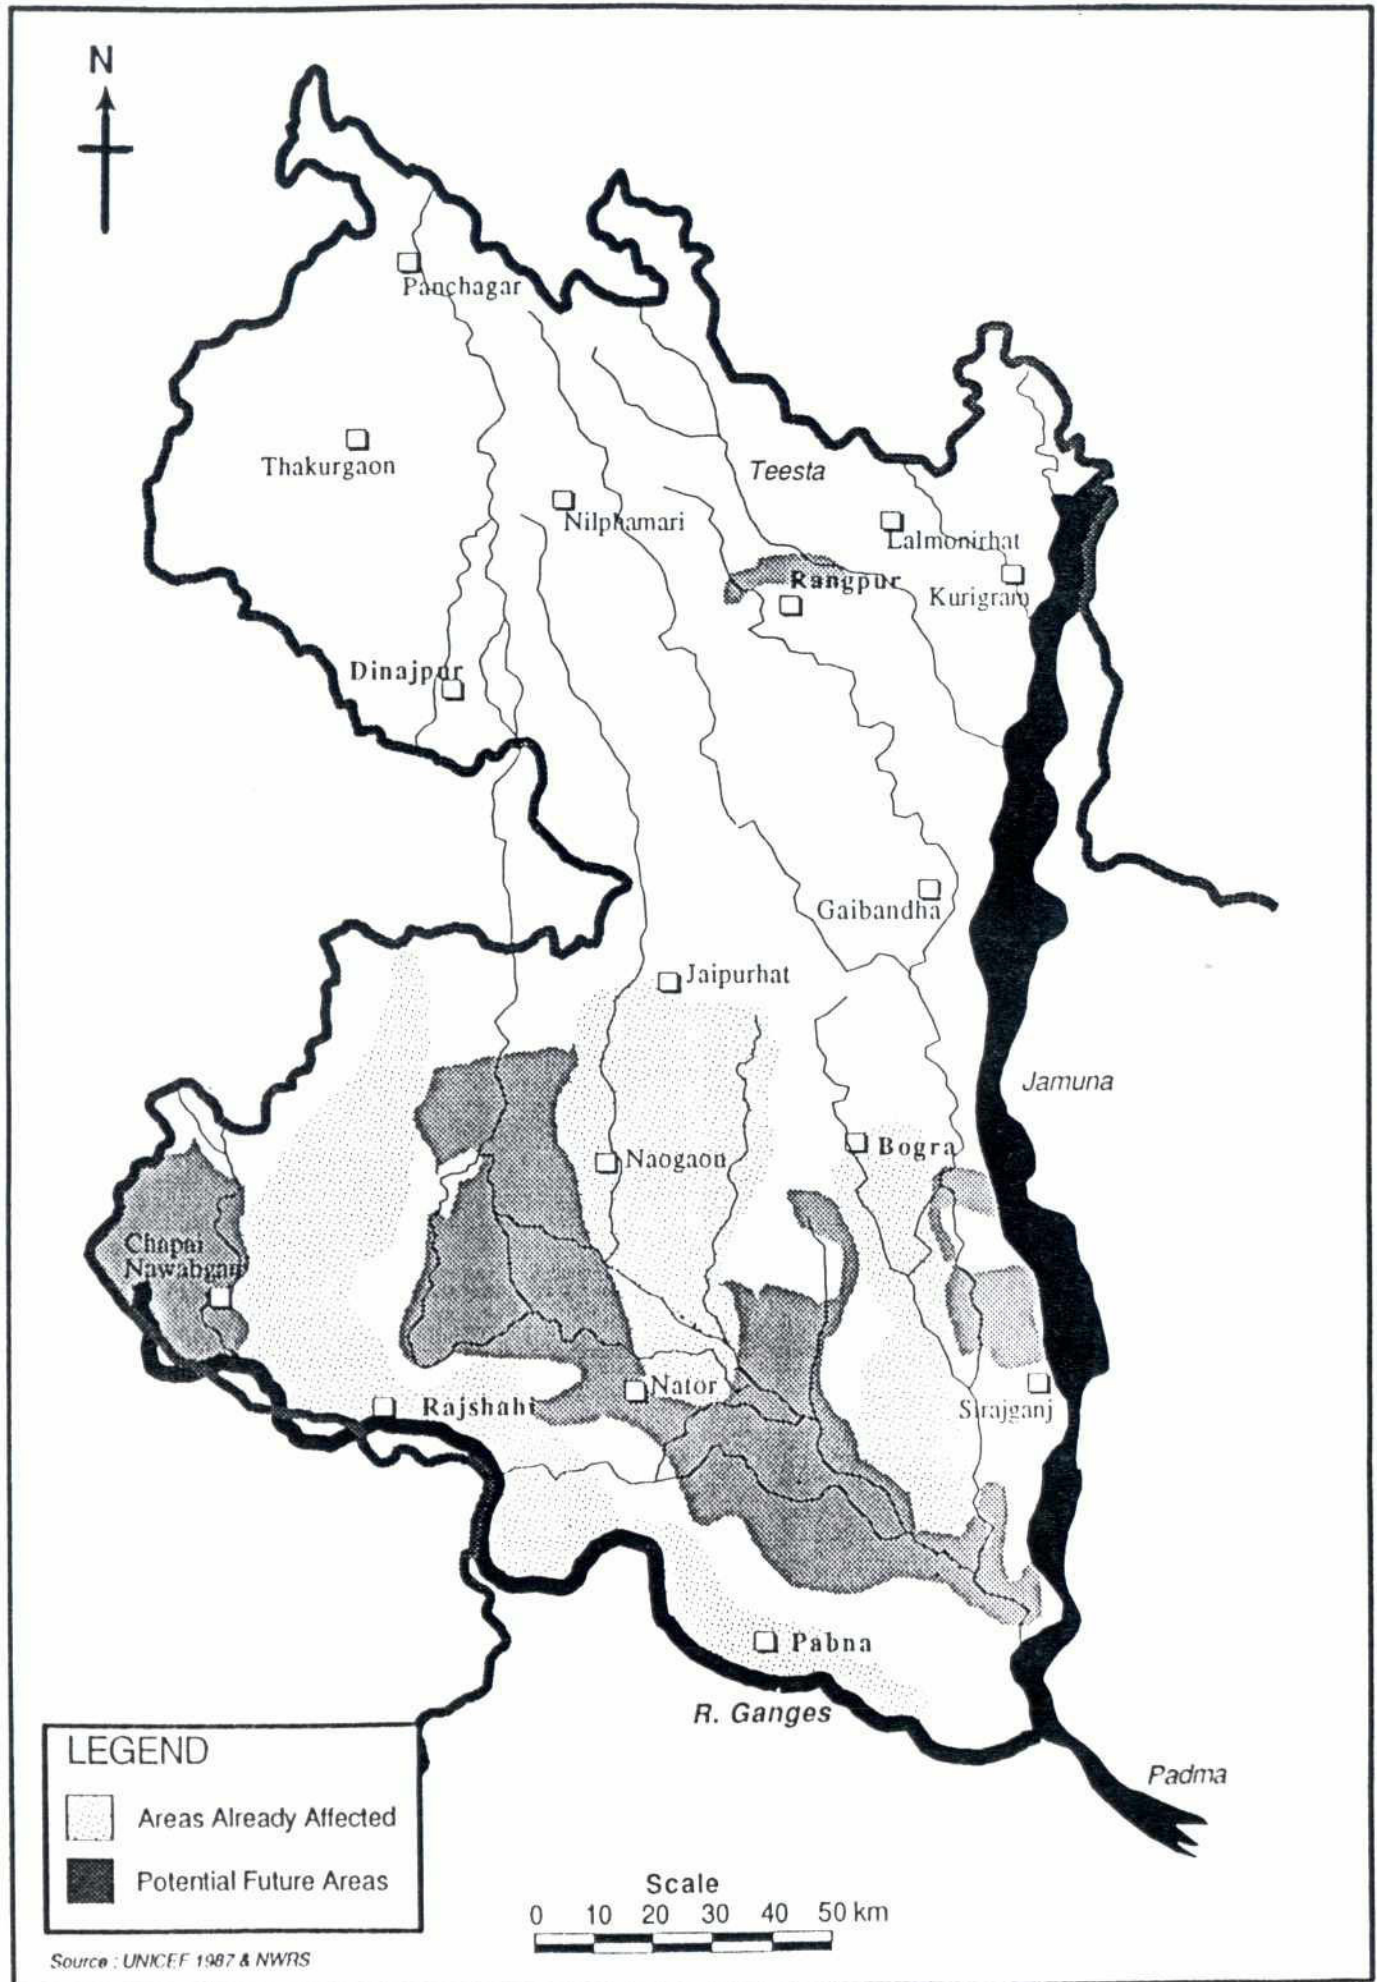 N
Panchagar
Thakurgaon
Teesta
Nilphamari
Lalmonirhat
Rangpur
Kurigram
Dinajpur
Gaibandha
Jaipurhat
Jamuna
Bogra
Naogaon
Chapai
Nawabganj
Nator
Rajshahi
Sirajganj
Pabna
R. Ganges
Padma
LEGEND
Areas Already Affected
Potential Future Areas
Scale
0 10 20 30 40 50 km
Source : UNICEF 1987 & NWRS